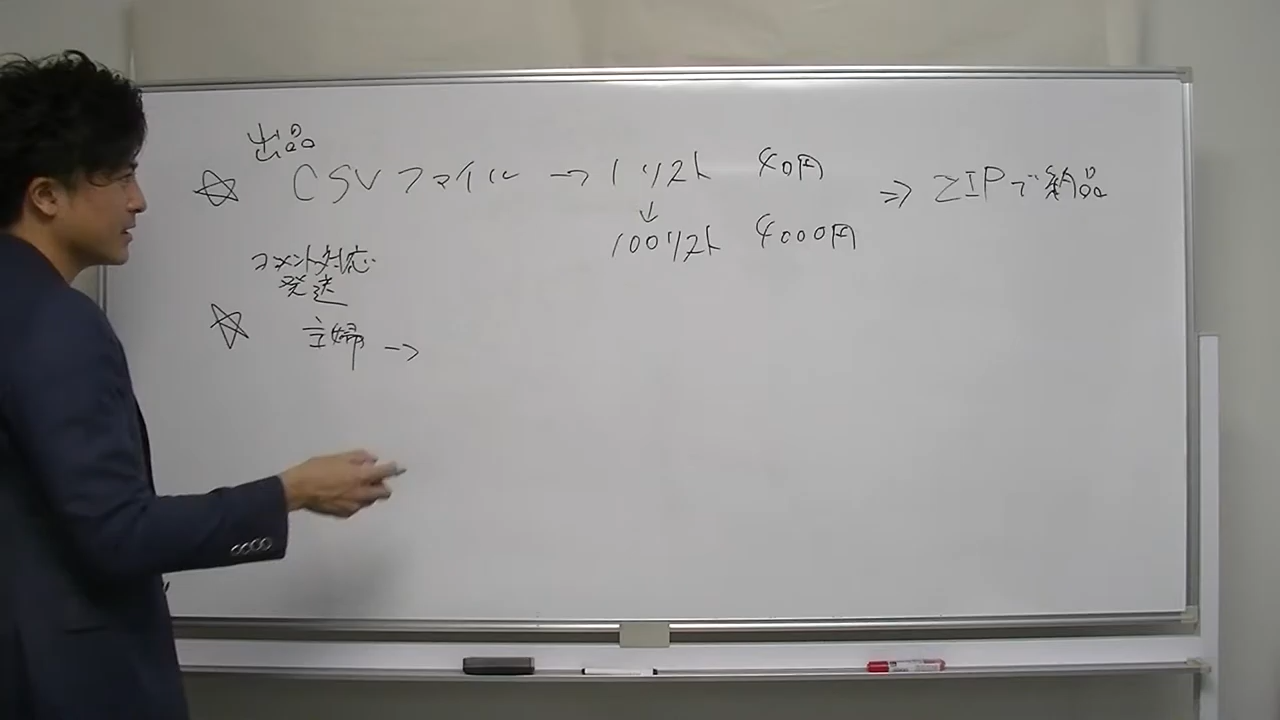 出品
☆ CSVファイル → 1リスト 40円 ⇒ ZIPで納品
↓
100リスト 4000円
コメント対応
発送
☆ 主婦 →